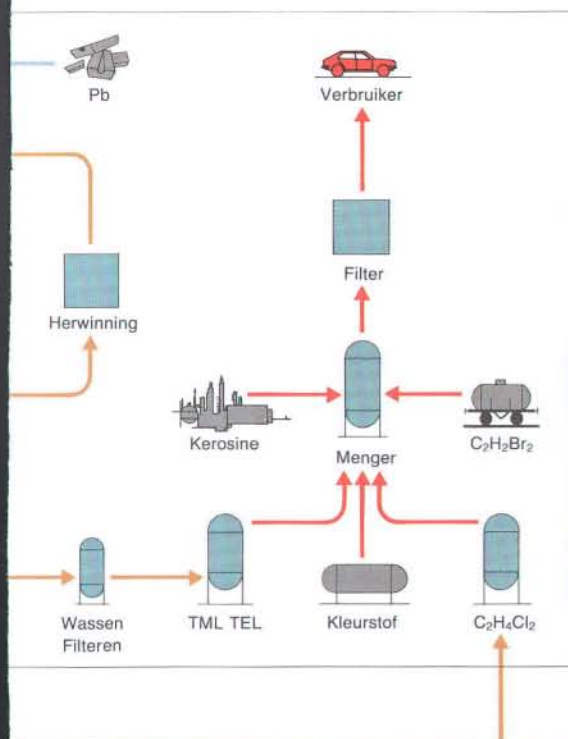 Pb
Verbruiker
Filter
Herwinning
Kerosine
Menger
C₂H₂Br₂
Wassen
Filteren
TML TEL
Kleurstof
C₂H₄Cl₂